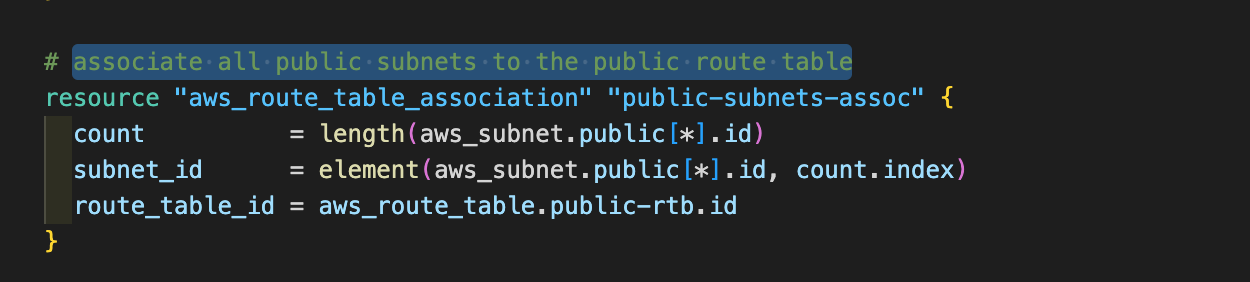 # associate all public subnets to the public route table
resource "aws_route_table_association" "public-subnets-assoc" {
  count          = length(aws_subnet.public[*].id)
  subnet_id      = element(aws_subnet.public[*].id, count.index)
  route_table_id = aws_route_table.public-rtb.id
}